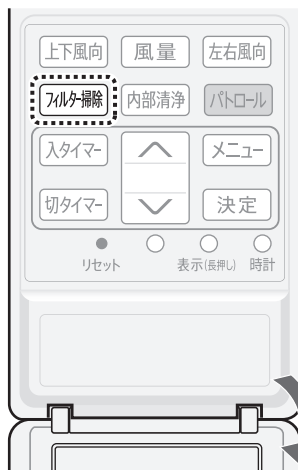 上下風向 風量 左右風向
フィルター掃除 内部清浄 パトロール
入タイマー メニュー
切タイマー 決定
リセット 表示(長押し) 時計